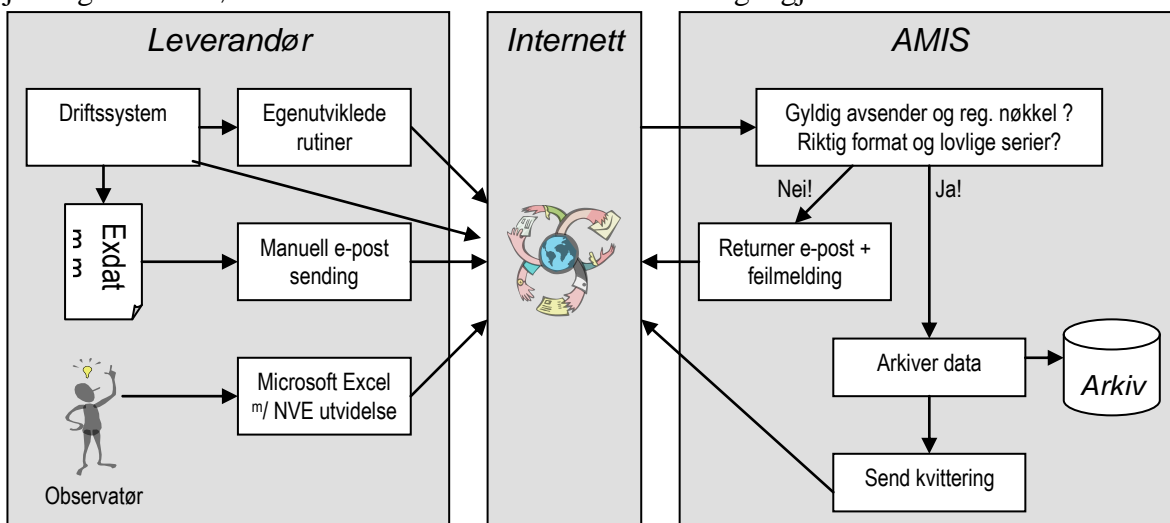 Leverandør
Driftssystem
Egenutviklede
rutiner
Exdat
m m
Manuell e-post
sending
Microsoft Excel
m/ NVE utvidelse
Observatør
Internett
AMIS
Gyldig avsender og reg. nøkkel ?
Riktig format og lovlige serier?
Nei!
Ja!
Returner e-post +
feilmelding
Arkiver data
Arkiv
Send kvittering